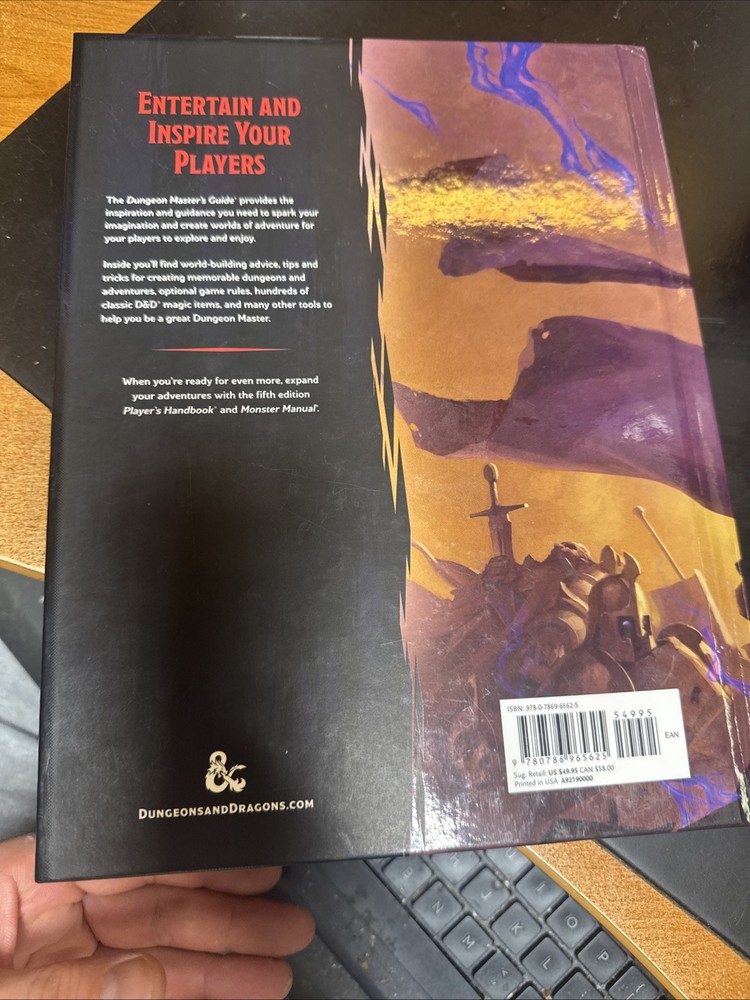 ENTERTAIN AND
INSPIRE YOUR
PLAYERS
The Dungeon Master's Guide® provides the
inspiration and guidance you need to spark your
imagination and create worlds of adventure for
your players to explore and enjoy.
Inside you'll find world-building advice, tips and
tricks for creating memorable dungeons and
adventures, optional game rules, hundreds of
classic D&D® magic items, and many other tools to
help you be a great Dungeon Master.
When you're ready for even more, expand
your adventures with the fifth edition
Player's Handbook® and Monster Manual®.
&
DUNGEONSANDDRAGONS.COM
ISBN: 978-0-7869-6562-5
54995
EAN
9 780786 965625
Sug. Retail: US $49.95 CAN $58.00
Printed in USA A92190000
N
M
J
K
L
I
O
P